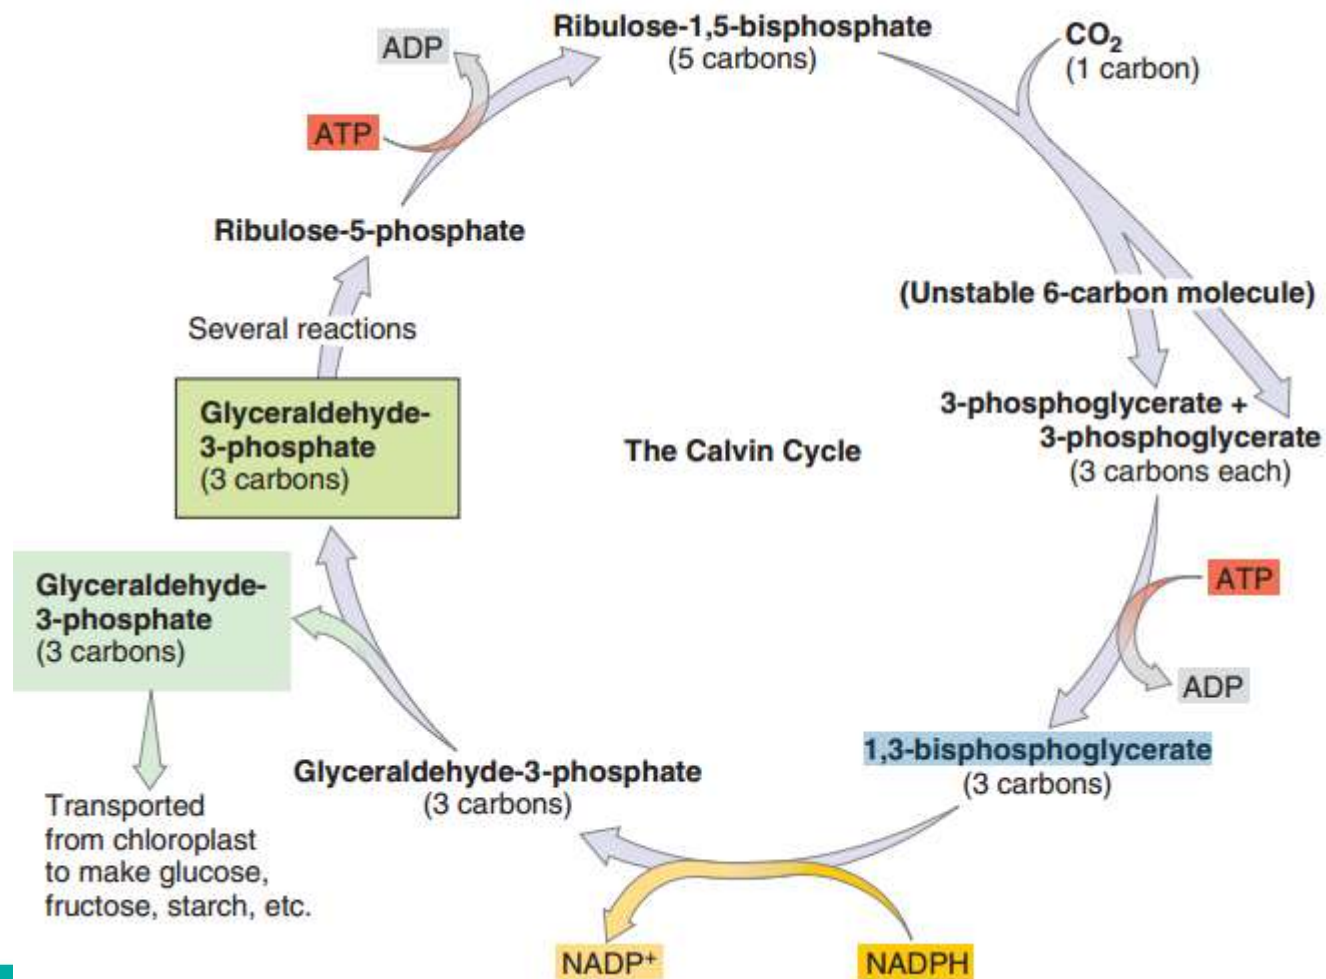 Ribulose-1,5-bisphosphate
(5 carbons)
CO₂
(1 carbon)
ADP
ATP
Ribulose-5-phosphate
(Unstable 6-carbon molecule)
Several reactions
3-phosphoglycerate +
3-phosphoglycerate
(3 carbons each)
Glyceraldehyde-
3-phosphate
(3 carbons)
The Calvin Cycle
Glyceraldehyde-
3-phosphate
(3 carbons)
ATP
ADP
1,3-bisphosphoglycerate
(3 carbons)
Glyceraldehyde-3-phosphate
(3 carbons)
Transported
from chloroplast
to make glucose,
fructose, starch, etc.
NADP⁺
NADPH